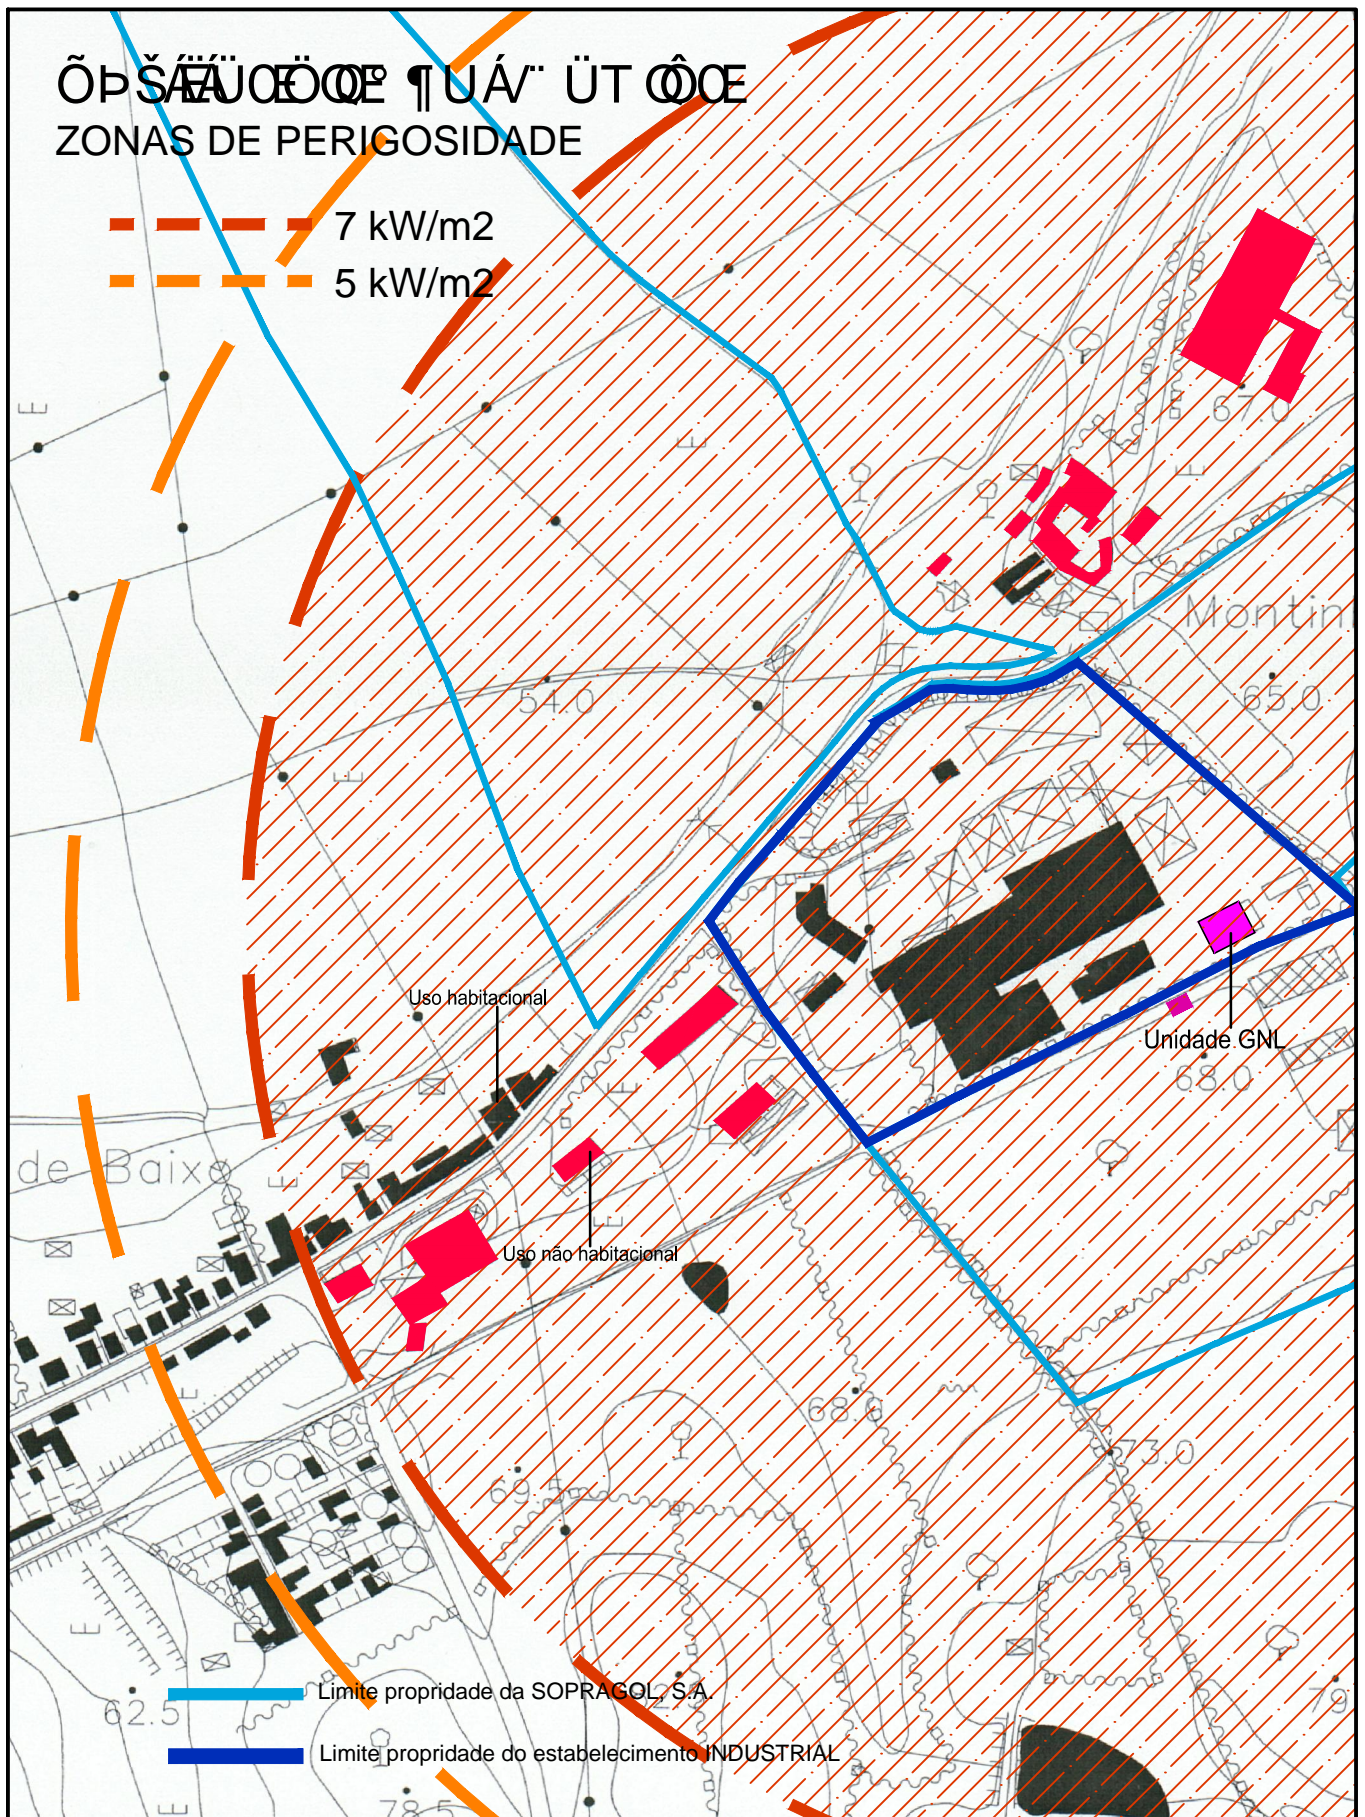 ZONAS DE PERIGOSIDADE
7 kW/m2
5 kW/m2
E
67.0
E
E
Montin
65.0
54.0
E
Uso habitacional
Unidade GNL
68.0
E
de Baixo
E
E
Uso não habitacional
E
68.0
73.0
69.5
E
Limite propridade da SOPRAGOL, S.A.
62.5
79
Limite propridade do estabelecimento INDUSTRIAL
78.5
E